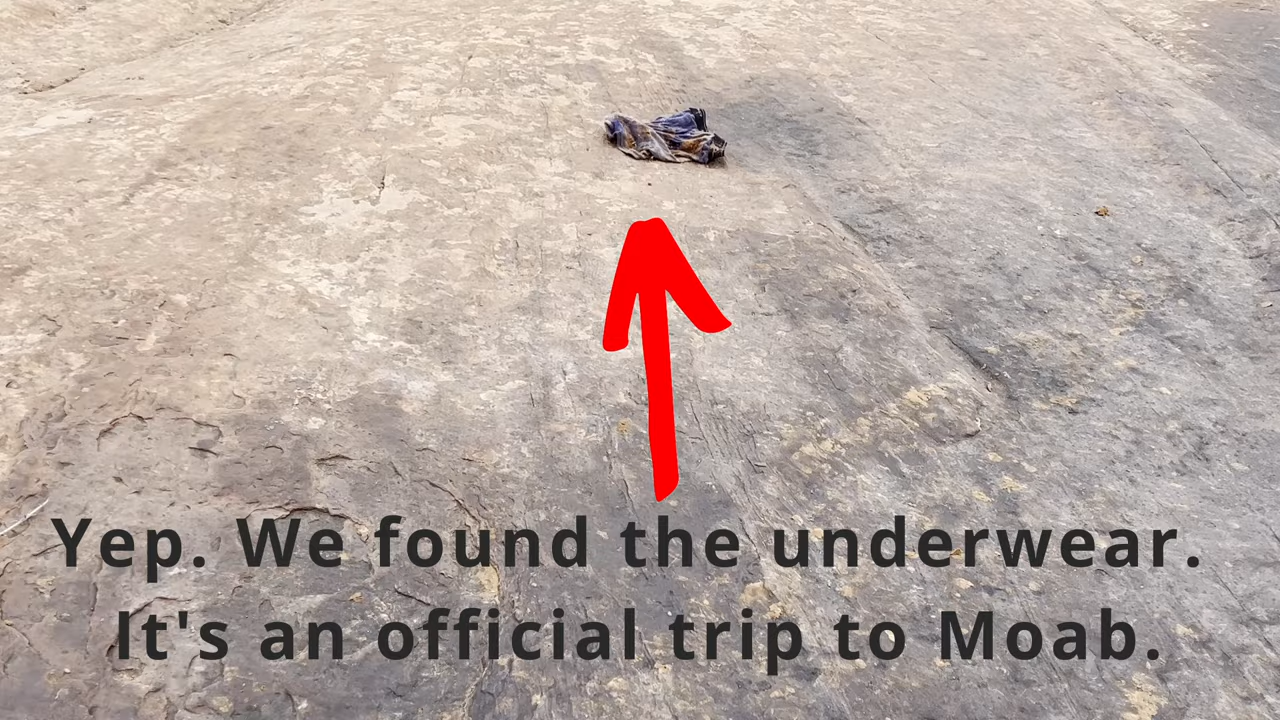 Yep. We found the underwear.
It's an official trip to Moab.